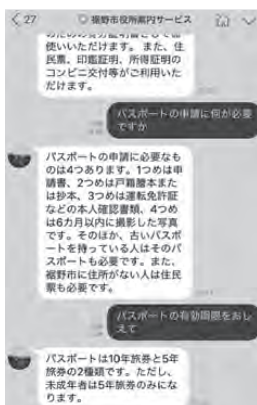 27
裾野市役所案内サービス
使いいただけます。また、住
民票、印鑑証明、所得証明の
コンビニ交付等がご利用いた
だけます。
パスポートの申請に何が必要
ですか
パスポートの申請に必要なも
のは4つあります。1つめは申
請書、2つめは戸籍謄本また
は抄本、3つめは運転免許証
などの本人確認書類、4つめ
は6カ月以内に撮影した写真
です。そのほか、古いパスポ
ートを持っている人はそのパ
スポートも必要です。また、
裾野市に住所がない人は住民
票も必要です。
パスポートの有効期限をおし
えて
パスポートは10年旅券と5年
旅券の2種類です。ただし、
未成年者は5年旅券のみにな
ります。